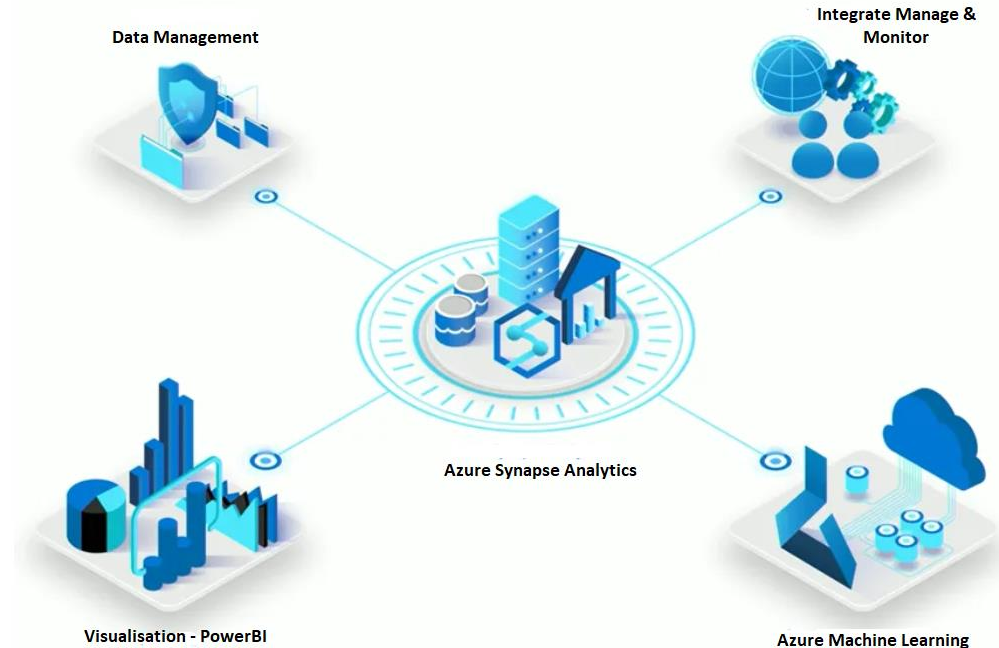 Data Management
Integrate Manage &
Monitor
Azure Synapse Analytics
Visualisation - PowerBI
Azure Machine Learning